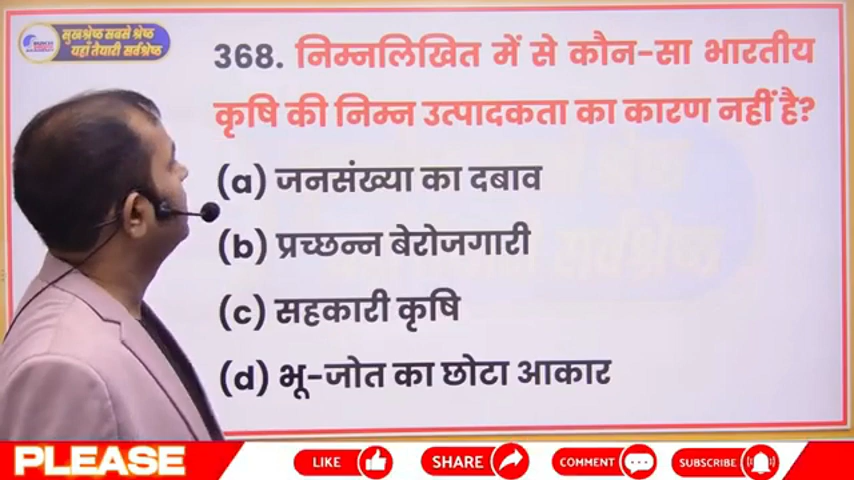 सुखश्रेष्ठ सबसे श्रेष्ठ
यहाँ तैयारी सर्वश्रेष्ठ
368. निम्नलिखित में से कौन-सा भारतीय
कृषि की निम्न उत्पादकता का कारण नहीं है?
(a) जनसंख्या का दबाव
(b) प्रच्छन्न बेरोजगारी
(c) सहकारी कृषि
(d) भू-जोत का छोटा आकार
PLEASE
LIKE
SHARE
COMMENT
SUBSCRIBE